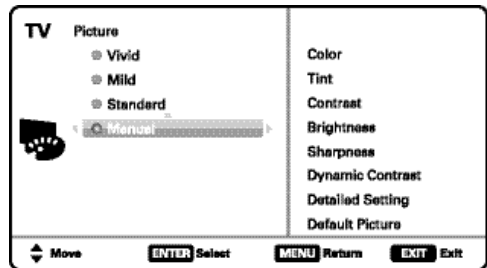 TV Picture
Vivid
Mild
Standard
Manual
Color
Tint
Contrast
Brightness
Sharpness
Dynamic Contrast
Detailed Setting
Default Picture
Move ENTER Select MENU Return EXIT Exit